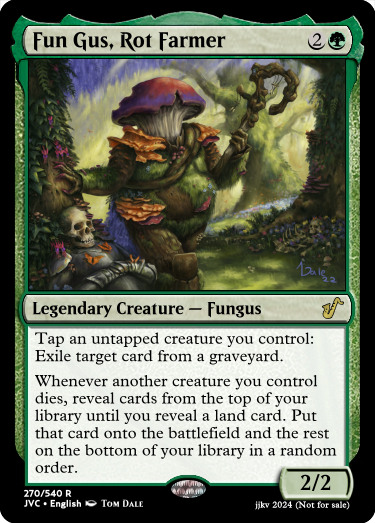 Fun Gus, Rot Farmer 2
Dale
22
Legendary Creature — Fungus
Tap an untapped creature you control:
Exile target card from a graveyard.
Whenever another creature you control
dies, reveal cards from the top of your
library until you reveal a land card. Put
that card onto the battlefield and the rest
on the bottom of your library in a random
order.
2/2
270/540 R
JVC • English Tom Dale
jjkv 2024 (Not for sale)